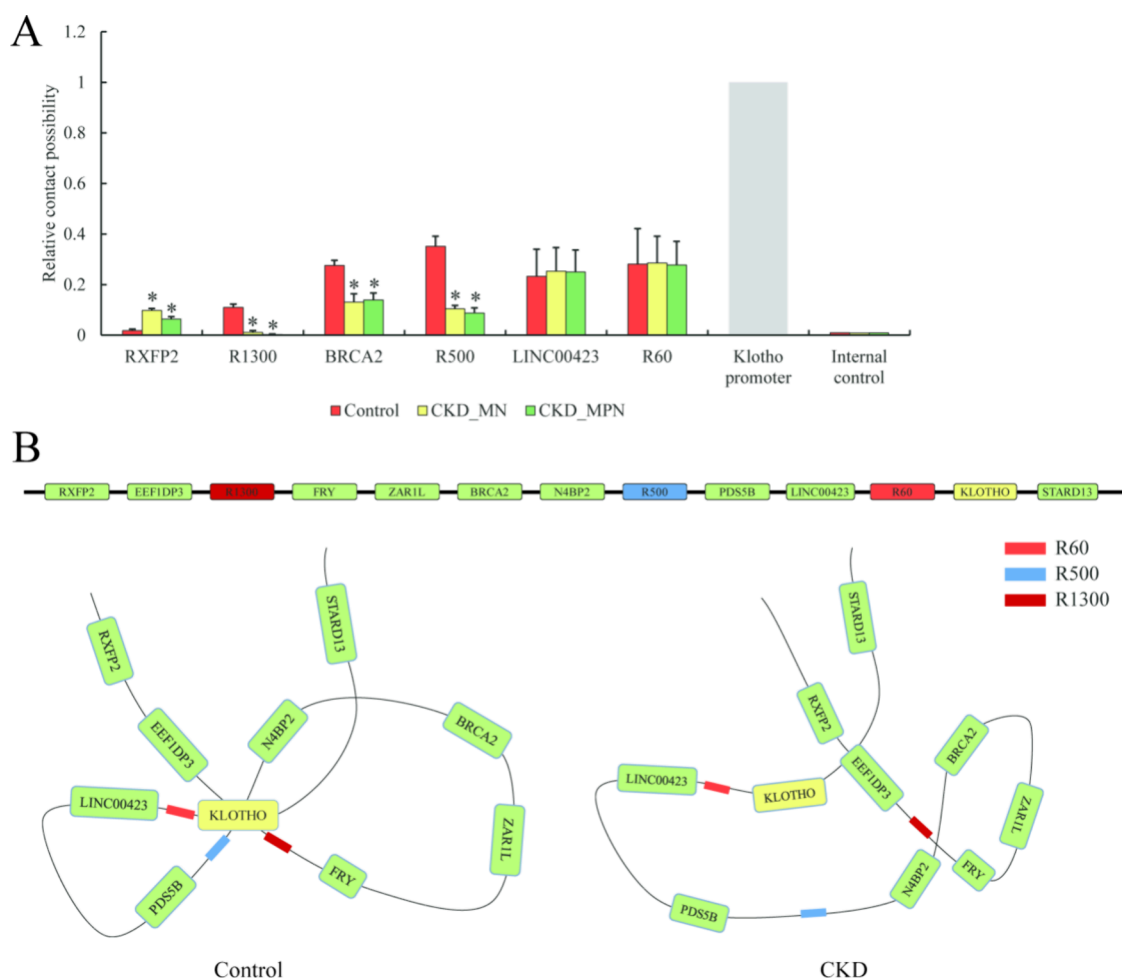 A
1.2
1
0.8
0.6
0.4
0.2
0
Relative contact possibility
* * * * * * * *
RXFP2 R1300 BRCA2 R500 LINC00423 R60 Klotho promoter Internal control
Control CKD_MN CKD_MPN
B
RXFP2 EEF1DP3 R1300 FRY ZAR1L BRCA2 N4BP2 R500 PDS5B LINC00423 R60 KLOTHO STARD13
R60
R500
R1300
RXFP2
STARD13
EEF1DP3
N4BP2
BRCA2
LINC00423
KLOTHO
ZAR1L
FRY
PDS5B
Control
STARD13
RXFP2
BRCA2
EEF1DP3
LINC00423
KLOTHO
ZAR1L
N4BP2
FRY
PDS5B
CKD